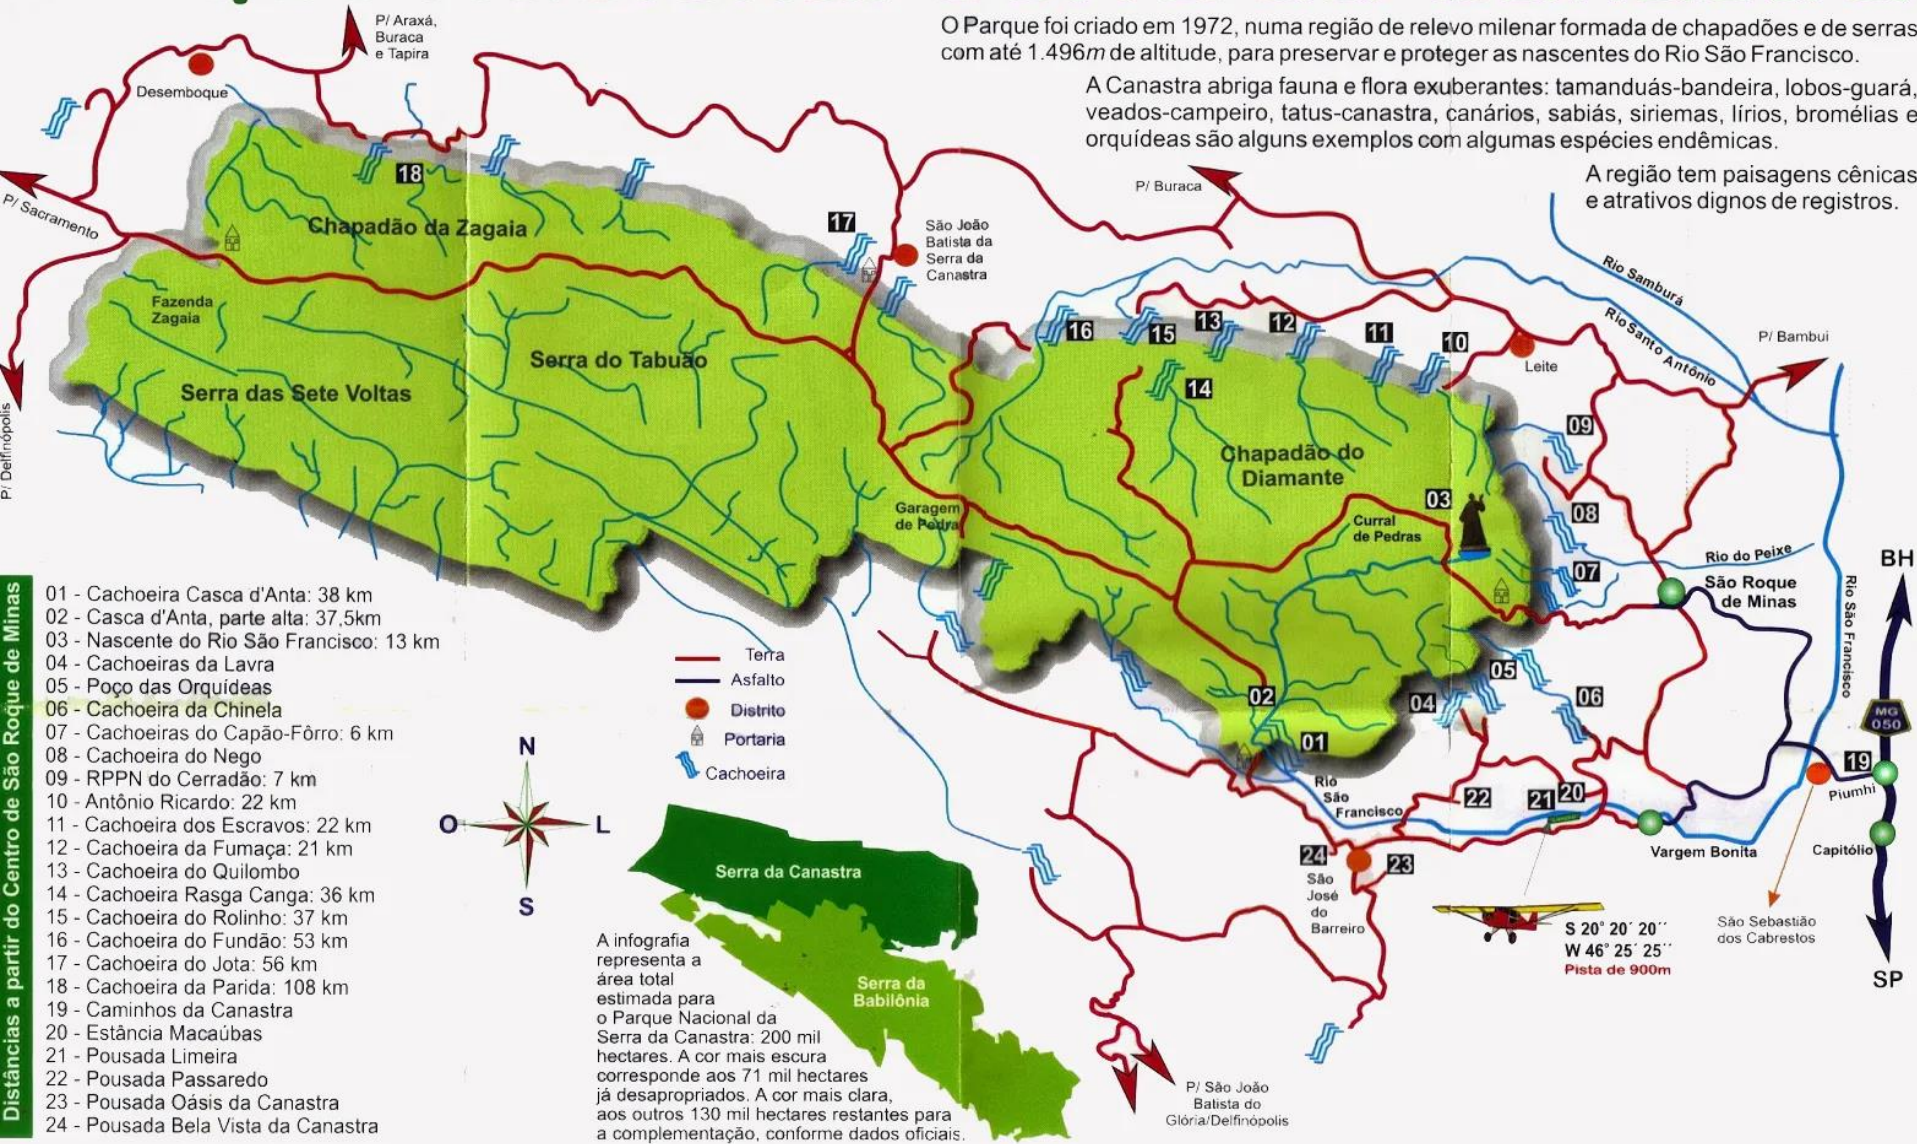 P/ Araxá,
Buraca
e Tapira
O Parque foi criado em 1972, numa região de relevo milenar formada de chapadões e de serras
com até 1.496m de altitude, para preservar e proteger as nascentes do Rio São Francisco.
A Canastra abriga fauna e flora exuberantes: tamanduás-bandeira, lobos-guará,
veados-campeiro, tatus-canastra, canários, sabiás, siriemas, lírios, bromélias e
orquídeas são alguns exemplos com algumas espécies endêmicas.
A região tem paisagens cênicas
e atrativos dignos de registros.
Desemboque
P/ Sacramento
P/ Delfinópolis
18
Chapadão da Zagaia
17
São João
Batista da
Serra da
Canastra
P/ Buraca
Rio Samburá
Rio Santo Antônio
P/ Bambui
Fazenda
Zagaia
Serra das Sete Voltas
Serra do Tabuão
16
15
13
12
11
10
14
Leite
09
Chapadão do
Diamante
03
08
Garagem
de Pedra
Curral
de Pedras
07
Rio do Peixe
São Roque
de Minas
Rio São Francisco
BH
MG
050
05
06
04
02
01
Rio
São
Francisco
22
21
20
19
Piumhi
Capitólio
Vargem Bonita
24
23
São
José
do
Barreiro
São Sebastião
dos Cabrestos
SP
S 20° 20´ 20´´
W 46° 25´ 25´´
Pista de 900m
P/ São João
Batista do
Glória/Delfinópolis
Terra
Asfalto
Distrito
Portaria
Cachoeira
N
O
L
S
Serra da Canastra
Serra da
Babilônia
A infografia
representa a
área total
estimada para
o Parque Nacional da
Serra da Canastra: 200 mil
hectares. A cor mais escura
corresponde aos 71 mil hectares
já desapropriados. A cor mais clara,
aos outros 130 mil hectares restantes para
a complementação, conforme dados oficiais.
Distâncias a partir do Centro de São Roque de Minas
01 - Cachoeira Casca d'Anta: 38 km
02 - Casca d'Anta, parte alta: 37,5km
03 - Nascente do Rio São Francisco: 13 km
04 - Cachoeiras da Lavra
05 - Poço das Orquídeas
06 - Cachoeira da Chinela
07 - Cachoeiras do Capão-Fôrro: 6 km
08 - Cachoeira do Nego
09 - RPPN do Cerradão: 7 km
10 - Antônio Ricardo: 22 km
11 - Cachoeira dos Escravos: 22 km
12 - Cachoeira da Fumaça: 21 km
13 - Cachoeira do Quilombo
14 - Cachoeira Rasga Canga: 36 km
15 - Cachoeira do Rolinho: 37 km
16 - Cachoeira do Fundão: 53 km
17 - Cachoeira do Jota: 56 km
18 - Cachoeira da Parida: 108 km
19 - Caminhos da Canastra
20 - Estância Macaúbas
21 - Pousada Limeira
22 - Pousada Passaredo
23 - Pousada Oásis da Canastra
24 - Pousada Bela Vista da Canastra